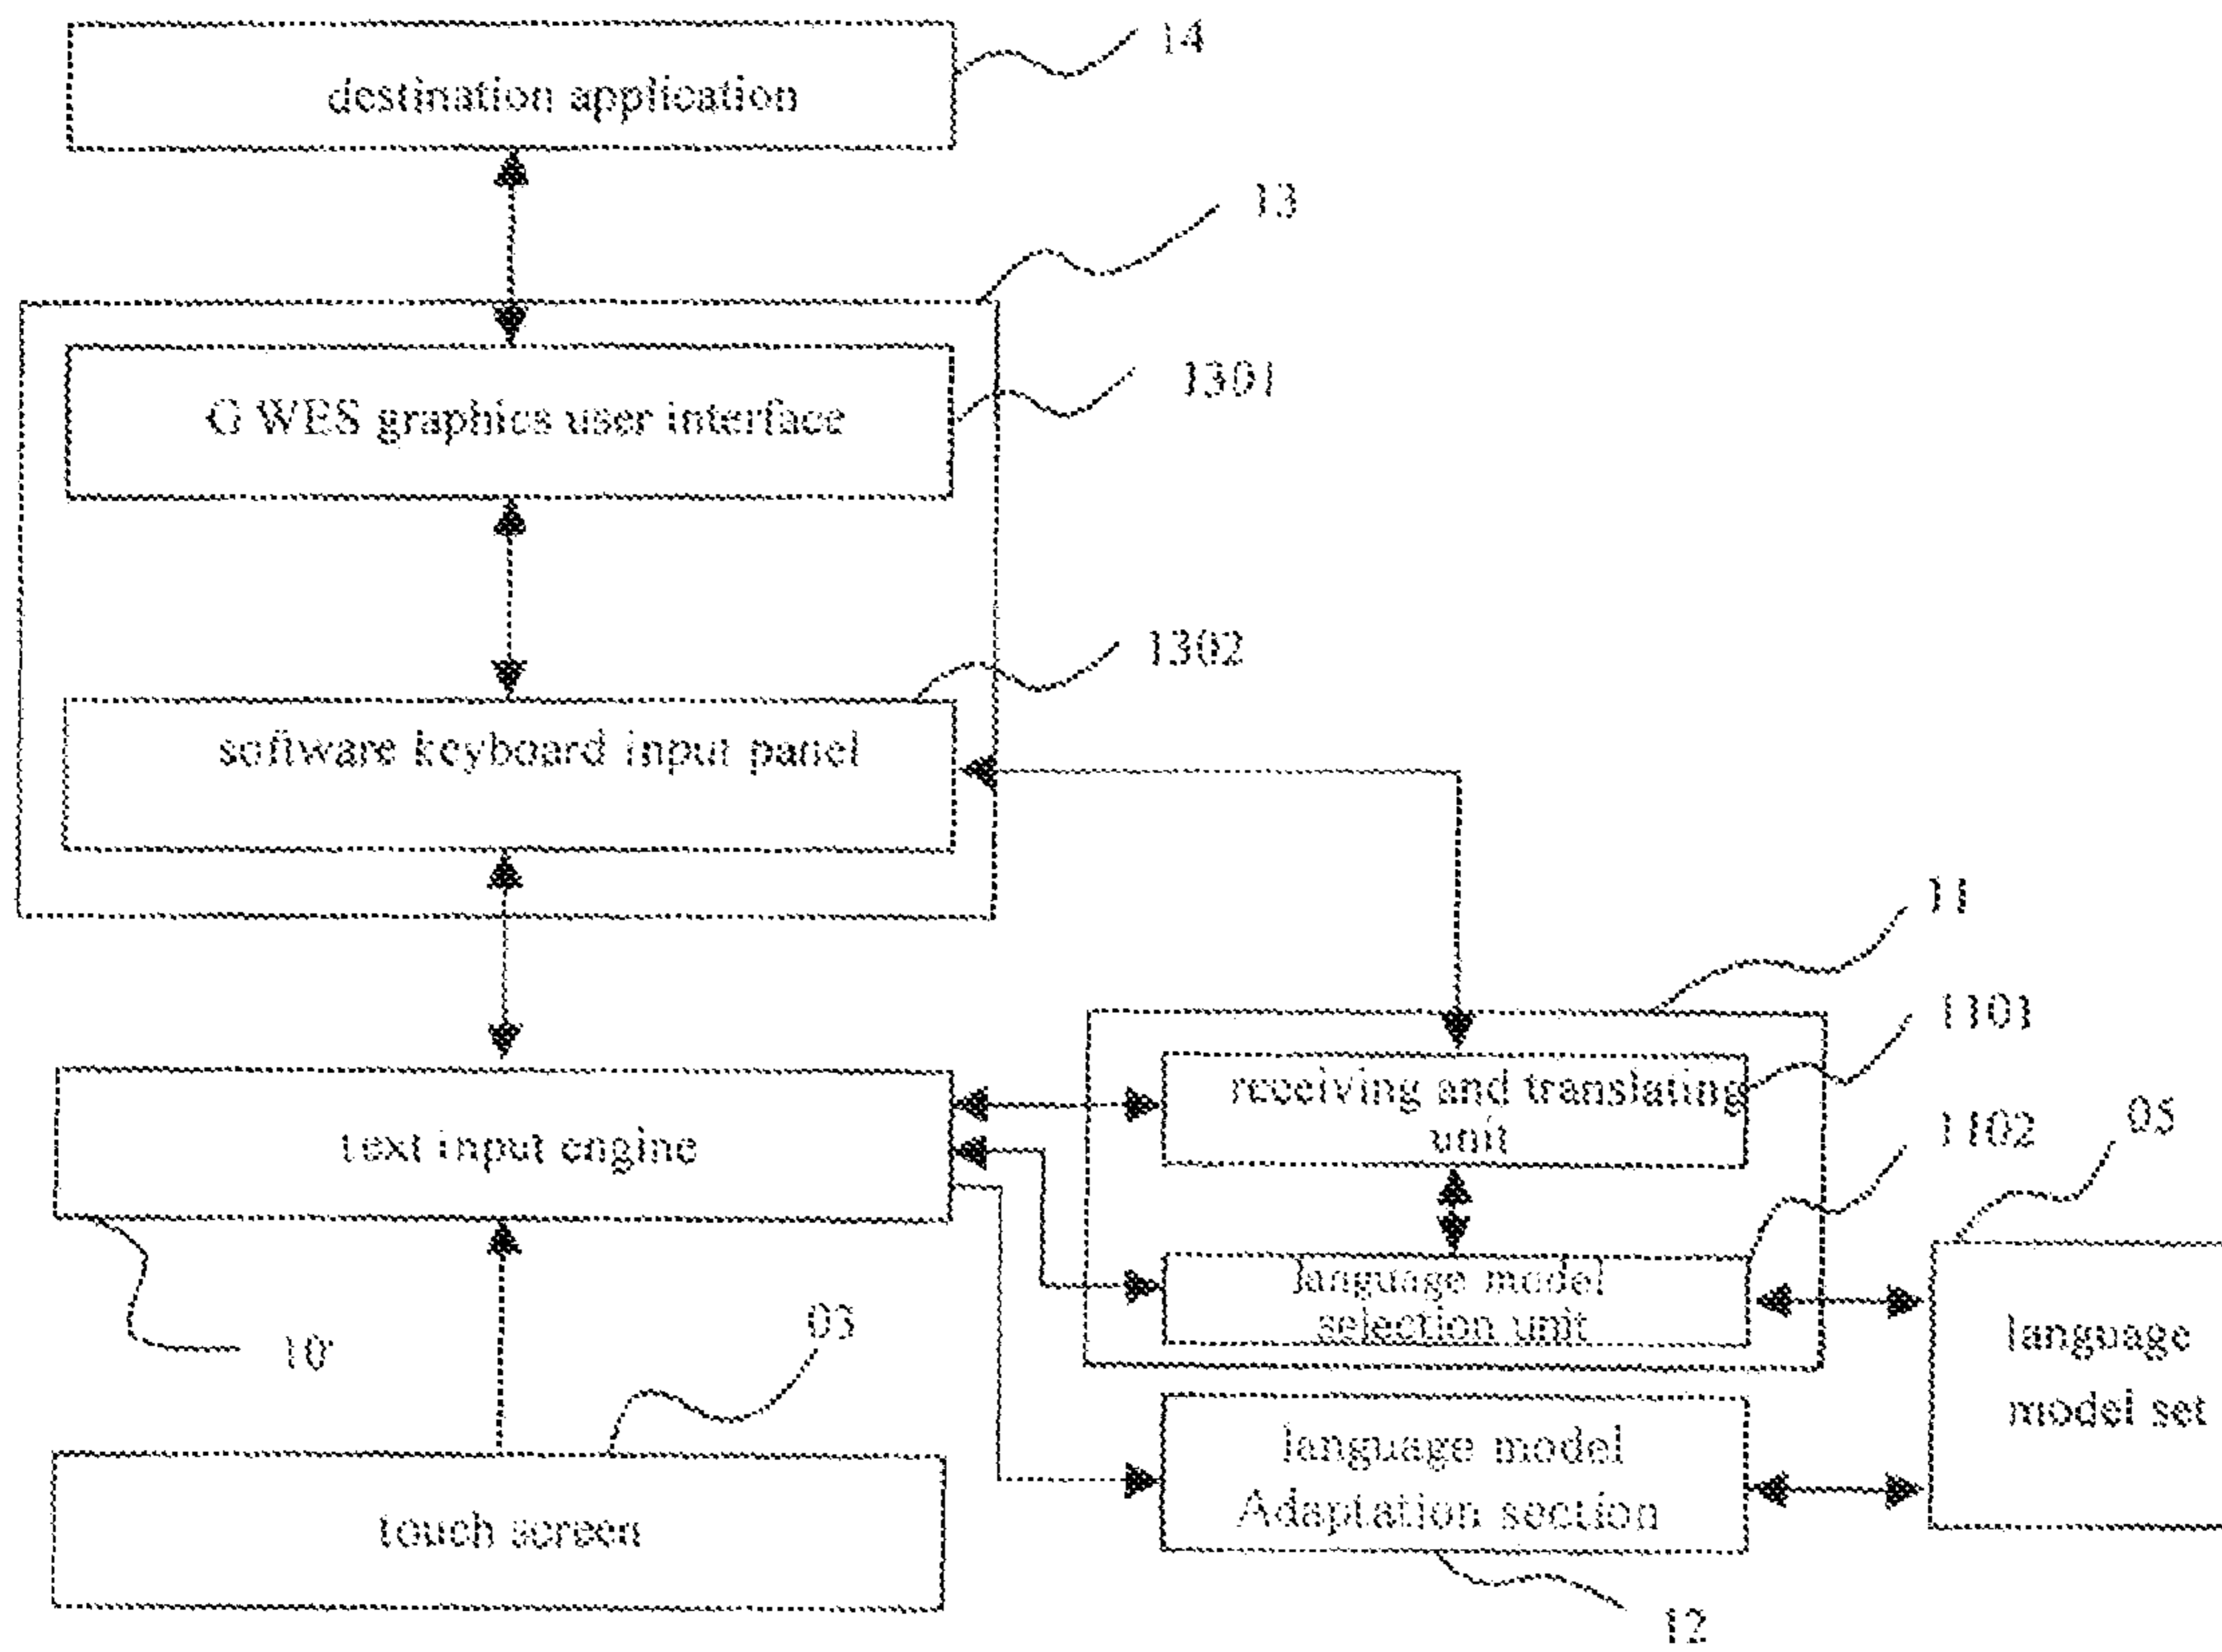 14
destination application
13
1301
G WES graphics user interface
1302
software keyboard input panel
11
1101
receiving and translating
unit
1102
05
text input engine
language model
selection unit
language
model set
10
03
language model
Adaptation section
touch screen
12